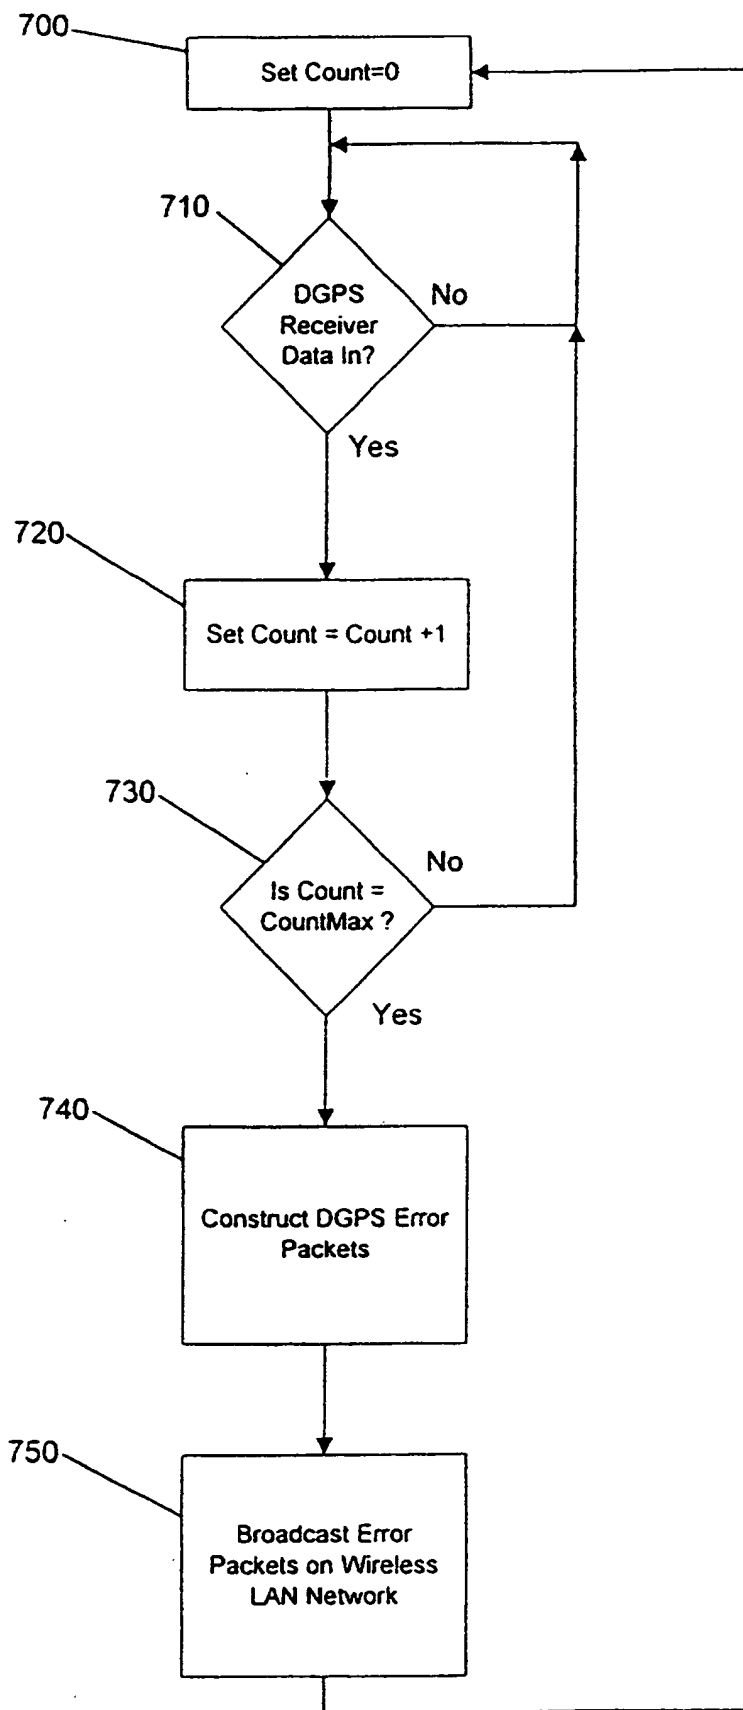 700
Set Count=0
710
DGPS
Receiver
Data In?
No
Yes
720
Set Count = Count +1
730
Is Count =
CountMax ?
No
Yes
740
Construct DGPS Error
Packets
750
Broadcast Error
Packets on Wireless
LAN Network